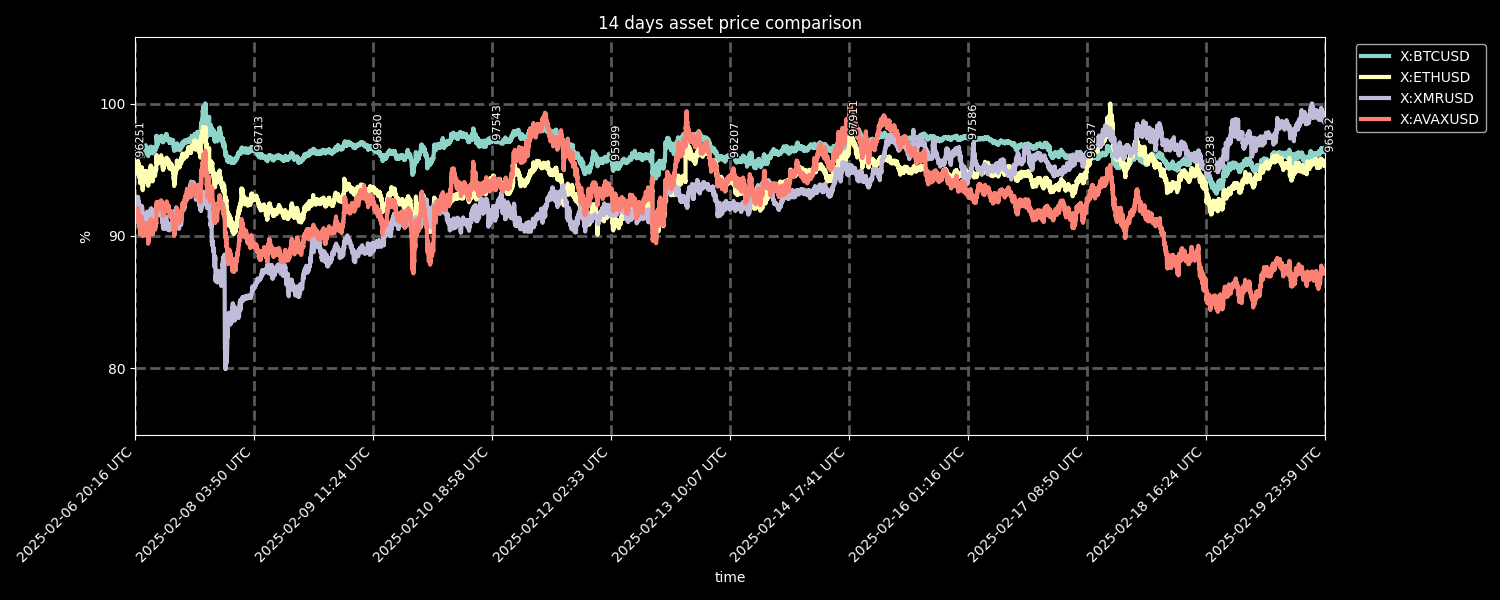 14 days asset price comparison
X:BTCUSD
X:ETHUSD
X:XMRUSD
X:AVAXUSD
100
90
80
%
96251
96713
96850
97543
95999
96207
97911
97586
96237
95238
96632
2025-02-06 20:16 UTC
2025-02-08 03:50 UTC
2025-02-09 11:24 UTC
2025-02-10 18:58 UTC
2025-02-12 02:33 UTC
2025-02-13 10:07 UTC
2025-02-14 17:41 UTC
2025-02-16 01:16 UTC
2025-02-17 08:50 UTC
2025-02-18 16:24 UTC
2025-02-19 23:59 UTC
time